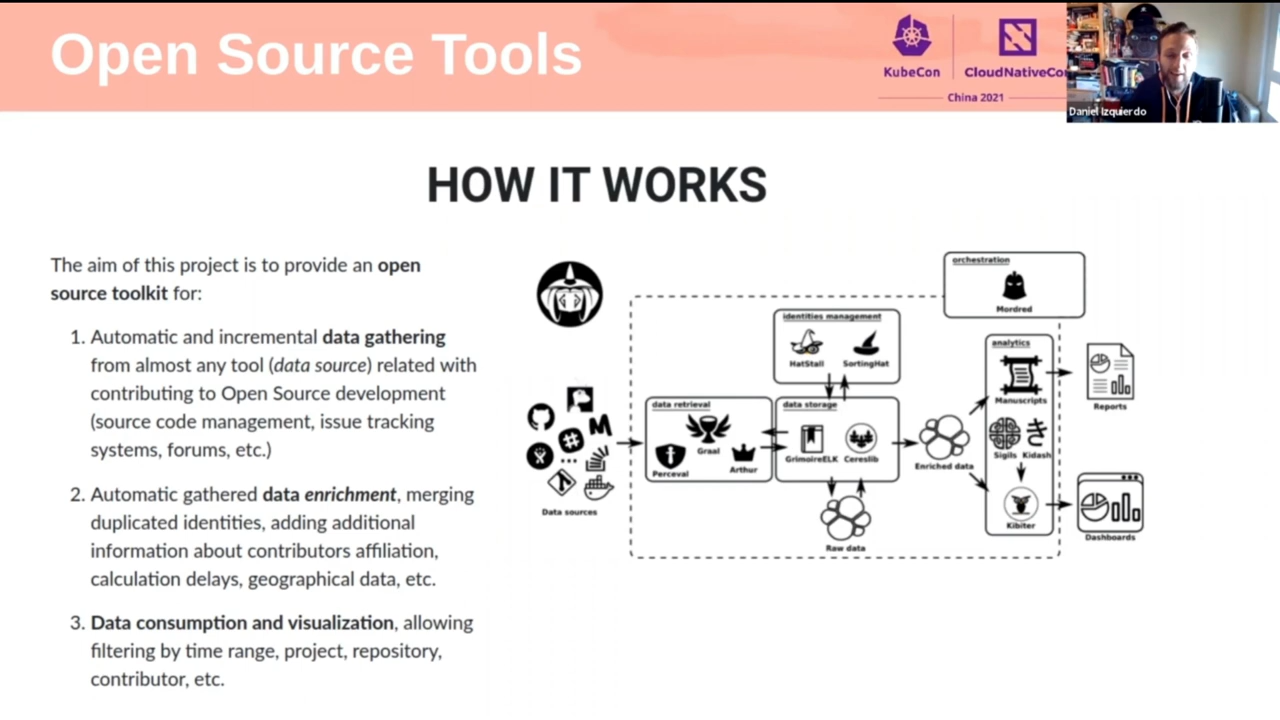 Open Source Tools
KubeCon
CloudNativeCon
China 2021
Daniel Izquierdo
HOW IT WORKS
The aim of this project is to provide an open
source toolkit for:
1. Automatic and incremental data gathering
from almost any tool (data source) related with
contributing to Open Source development
(source code management, issue tracking
systems, forums, etc.)
2. Automatic gathered data enrichment, merging
duplicated identities, adding additional
information about contributors affiliation,
calculation delays, geographical data, etc.
3. Data consumption and visualization, allowing
filtering by time range, project, repository,
contributor, etc.
orchestration
Mordred
identities management
HatStall SortingHat
data retrieval
Graal
Perceval Arthur
data storage
GrimoireELK Cereslib
Data sources
Raw data
Enriched data
analytics
Manuscripts
Sigils Kidash
Kibiter
Reports
Dashboards